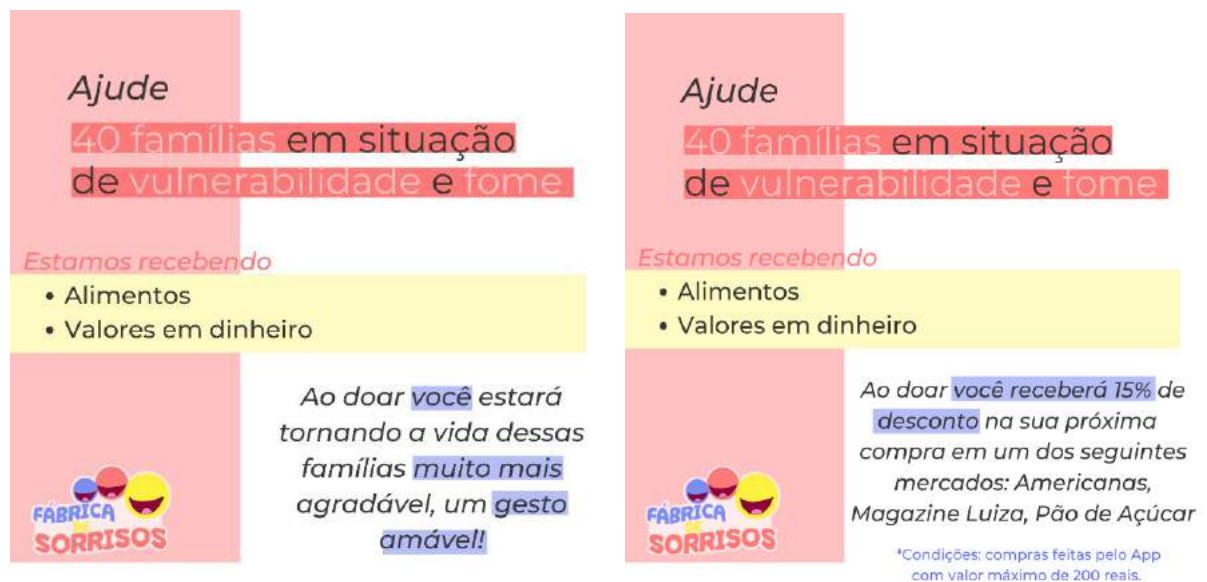 Ajude
40 famílias em situação
de vulnerabilidade e fome
Estamos recebendo
• Alimentos
• Valores em dinheiro
Ao doar você estará
tornando a vida dessas
famílias muito mais
agradável, um gesto
amável!
FÁBRICA
DE
SORRISOS
Ajude
40 famílias em situação
de vulnerabilidade e fome
Estamos recebendo
• Alimentos
• Valores em dinheiro
Ao doar você receberá 15% de
desconto na sua próxima
compra em um dos seguintes
mercados: Americanas,
Magazine Luiza, Pão de Açúcar
*Condições: compras feitas pelo App
com valor máximo de 200 reais.
FÁBRICA
DE
SORRISOS